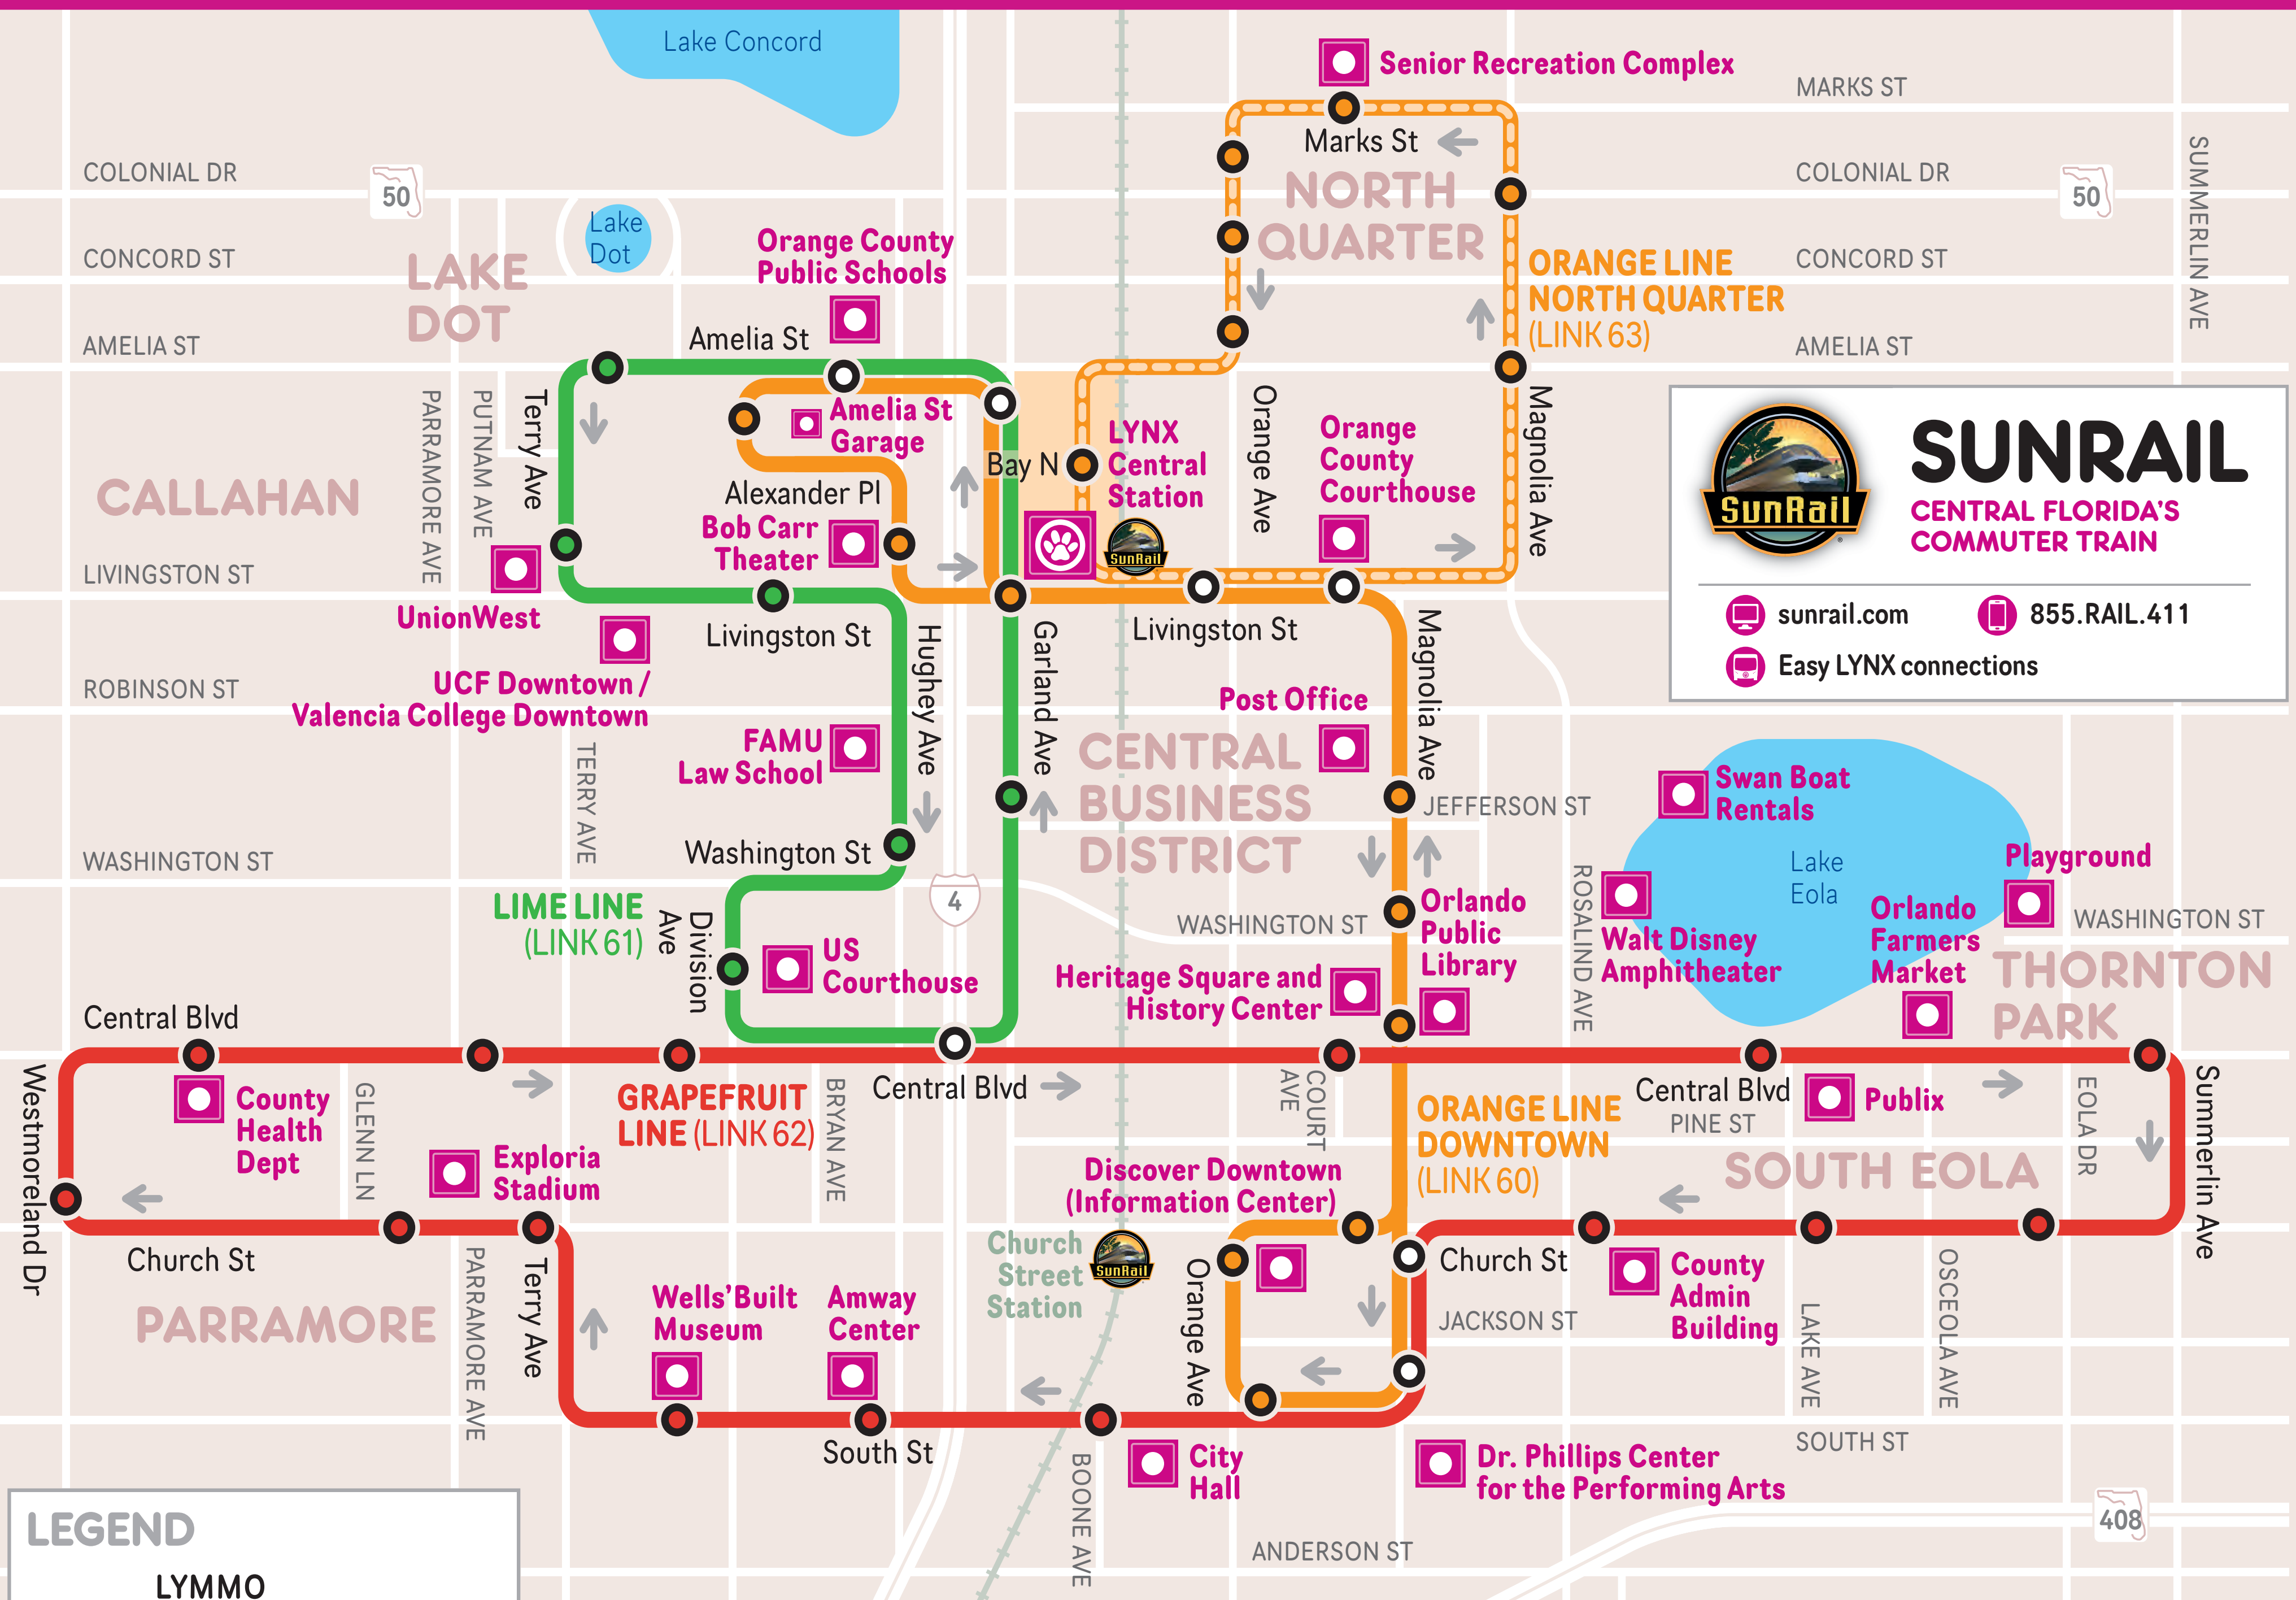 Lake Concord
Senior Recreation Complex
MARKS ST
Marks St
COLONIAL DR
50
COLONIAL DR
50
SUMMERLIN AVE
NORTH
QUARTER
Lake
Dot
CONCORD ST
LAKE
DOT
Orange County
Public Schools
ORANGE LINE
NORTH QUARTER
(LINK 63)
CONCORD ST
AMELIA ST
Amelia St
AMELIA ST
PARRAMORE AVE
PUTNAM AVE
Terry Ave
Amelia St
Garage
Bay N
LYNX
Central
Station
SunRail
Orange Ave
Orange
County
Courthouse
Magnolia Ave
SunRail
SUNRAIL
CENTRAL FLORIDA'S
COMMUTER TRAIN
sunrail.com
855.RAIL.411
Easy LYNX connections
CALLAHAN
Alexander Pl
Bob Carr
Theater
LIVINGSTON ST
UnionWest
Livingston St
Livingston St
Hughey Ave
Garland Ave
Magnolia Ave
UCF Downtown /
Valencia College Downtown
ROBINSON ST
Post Office
FAMU
Law School
TERRY AVE
CENTRAL
BUSINESS
DISTRICT
JEFFERSON ST
Swan Boat
Rentals
Lake
Eola
Playground
WASHINGTON ST
Washington St
LIME LINE
(LINK 61)
Division
Ave
4
WASHINGTON ST
Orlando
Public
Library
ROSALIND AVE
Walt Disney
Amphitheater
Orlando
Farmers
Market
WASHINGTON ST
THORNTON
PARK
US
Courthouse
Heritage Square and
History Center
Central Blvd
Westmoreland Dr
County
Health
Dept
GLENN LN
GRAPEFRUIT
LINE (LINK 62)
BRYAN AVE
Central Blvd
COURT
AVE
ORANGE LINE
DOWNTOWN
(LINK 60)
Central Blvd
PINE ST
Publix
EOLA DR
Summerlin Ave
SOUTH EOLA
Exploria
Stadium
Discover Downtown
(Information Center)
Church St
PARRAMORE
PARRAMORE AVE
Terry Ave
Wells'Built
Museum
Amway
Center
Church
Street
Station
SunRail
Orange Ave
Church St
JACKSON ST
County
Admin
Building
LAKE AVE
OSCEOLA AVE
South St
BOONE AVE
City
Hall
Dr. Phillips Center
for the Performing Arts
SOUTH ST
408
ANDERSON ST
LEGEND
LYMMO